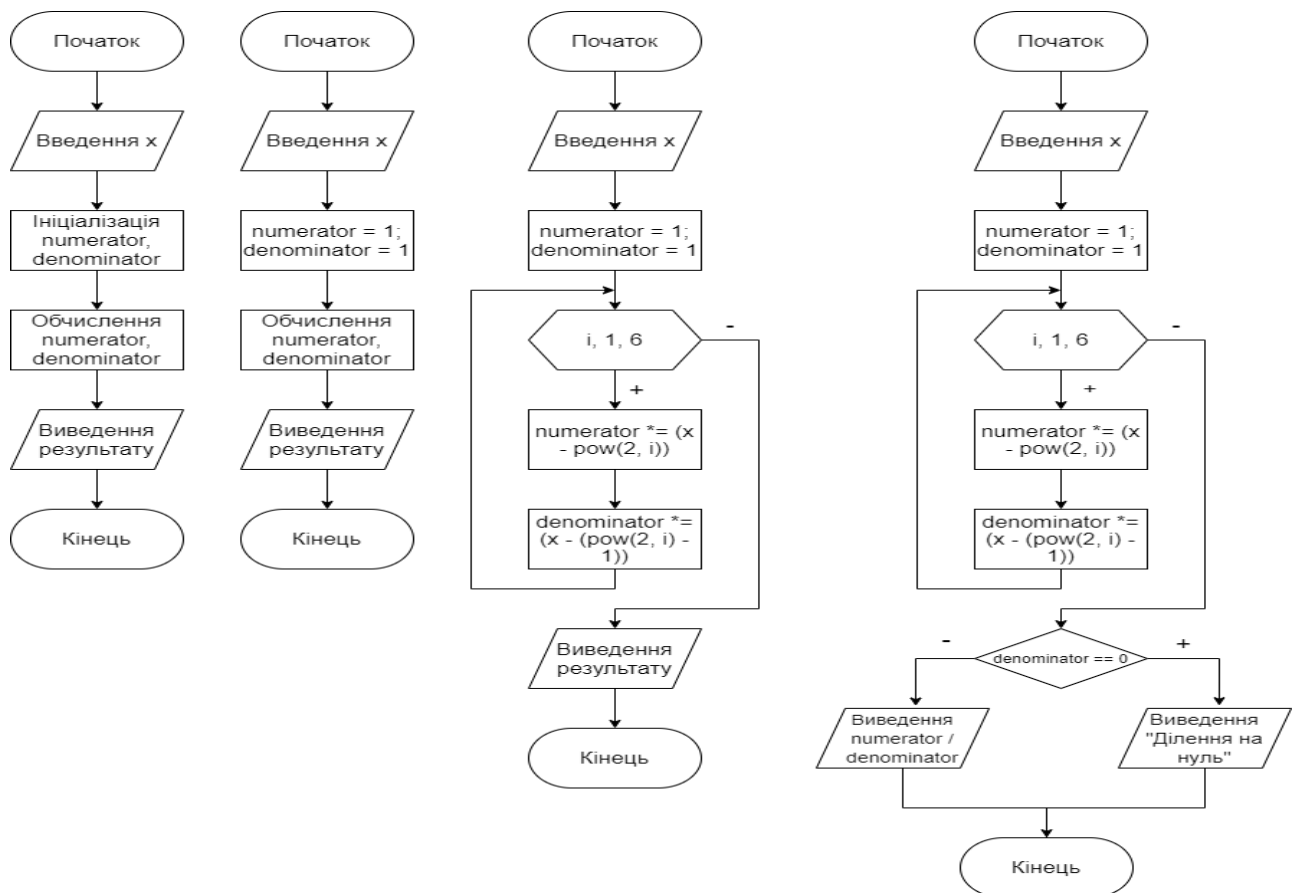 Початок
Введення x
Ініціалізація
numerator,
denominator
Обчислення
numerator,
denominator
Виведення
результату
Кінець
Початок
Введення x
numerator = 1;
denominator = 1
Обчислення
numerator,
denominator
Виведення
результату
Кінець
Початок
Введення x
numerator = 1;
denominator = 1
i, 1, 6
-
+
numerator *= (x
- pow(2, i))
denominator *=
(x - (pow(2, i) -
1))
Виведення
результату
Кінець
Початок
Введення x
numerator = 1;
denominator = 1
i, 1, 6
-
+
numerator *= (x
- pow(2, i))
denominator *=
(x - (pow(2, i) -
1))
-
denominator == 0
+
Виведення
numerator /
denominator
Виведення
"Ділення на
нуль"
Кінець